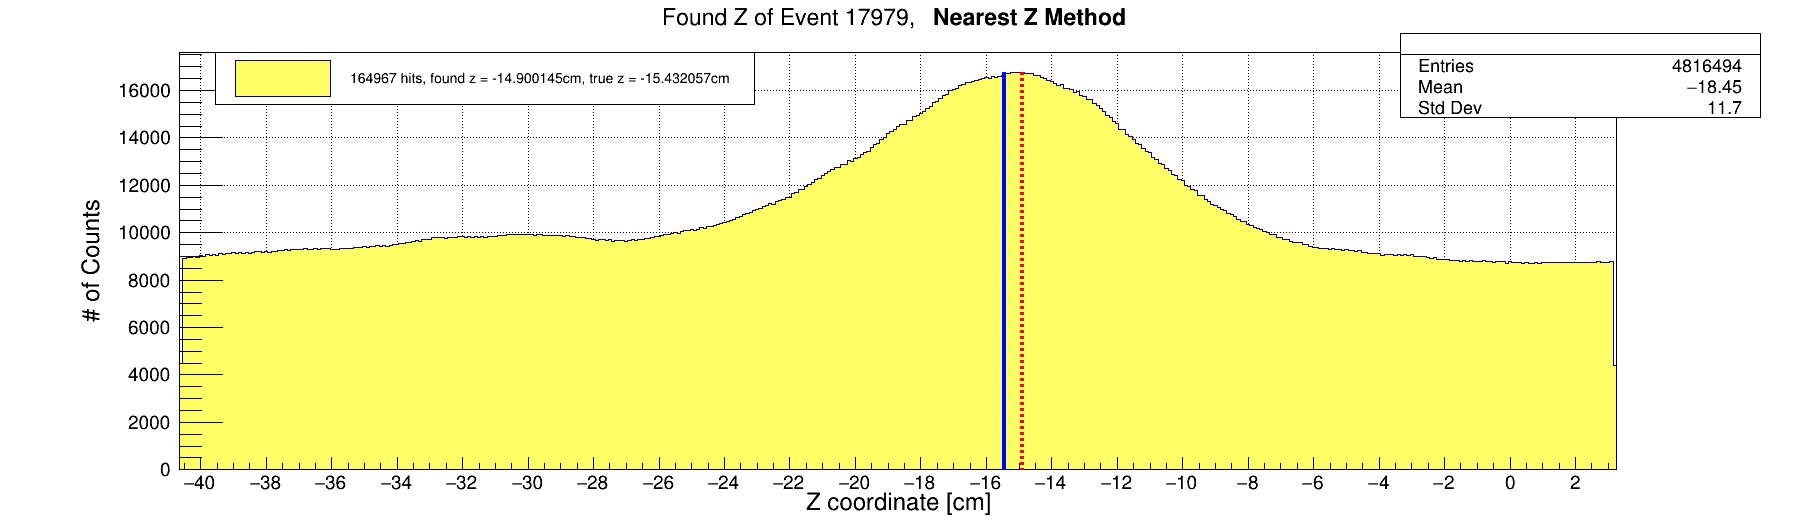 Found Z of Event 17979, Nearest Z Method
164967 hits, found z = -14.900145cm, true z = -15.432057cm
Entries 4816494
Mean −18.45
Std Dev 11.7
# of Counts
16000
14000
12000
10000
8000
6000
4000
2000
0
−40 −38 −36 −34 −32 −30 −28 −26 −24 −22 −20 −18 −16 −14 −12 −10 −8 −6 −4 −2 0 2
Z coordinate [cm]